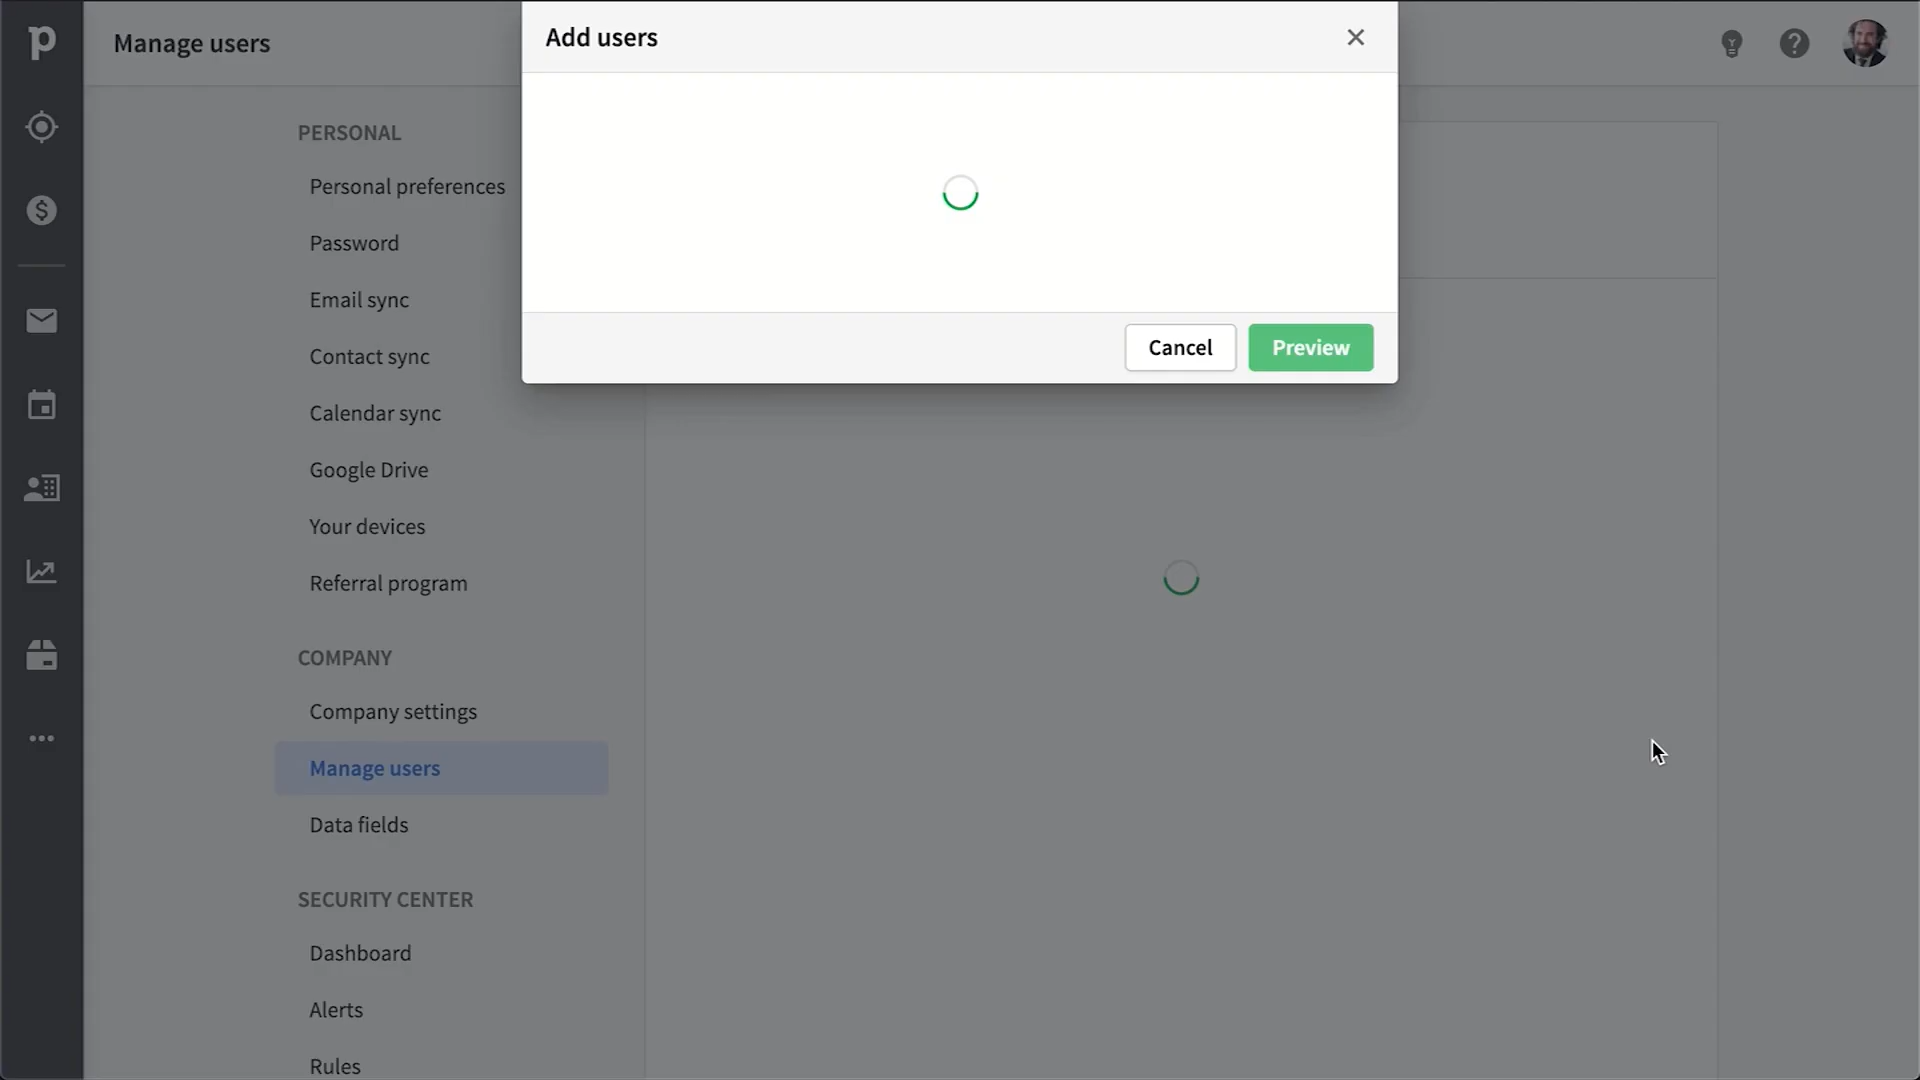 p
Manage users
Add users
Cancel
Preview
PERSONAL
Personal preferences
Password
Email sync
Contact sync
Calendar sync
Google Drive
Your devices
Referral program
COMPANY
Company settings
Manage users
Data fields
SECURITY CENTER
Dashboard
Alerts
Rules